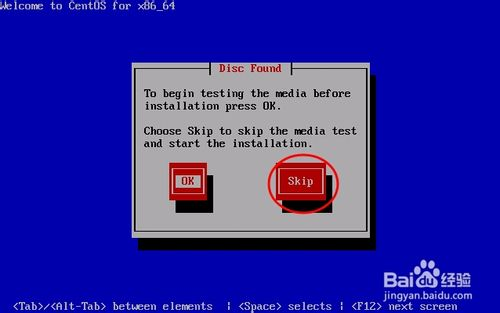 Welcome to CentOS for x86_64
Disc Found
To begin testing the media before
installation press OK.
Choose Skip to skip the media test
and start the installation.
OK
Skip
Baidu经验
jingyan.baidu.com
<Tab>/<Alt-Tab> between elements | <Space> selects | <F12> next screen